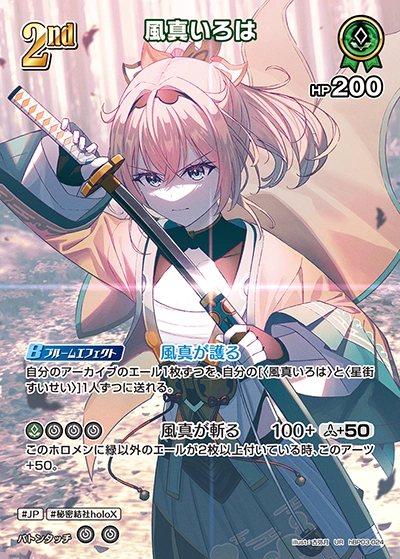 2nd
風真いろは
HP200
Bブルームエフェクト 風真が護る
自分のアーカイブのエール1枚ずつを、自分の[〈風真いろは〉と〈星街
すいせい〉]1人ずつに送れる。
風真が斬る 100+ +50
このホロメンに緑以外のエールが2枚以上付いている時、このアーツ
+50。
#JP #秘密結社holoX
バトンタッチ
illust: 古弥月 UR hBP03-024